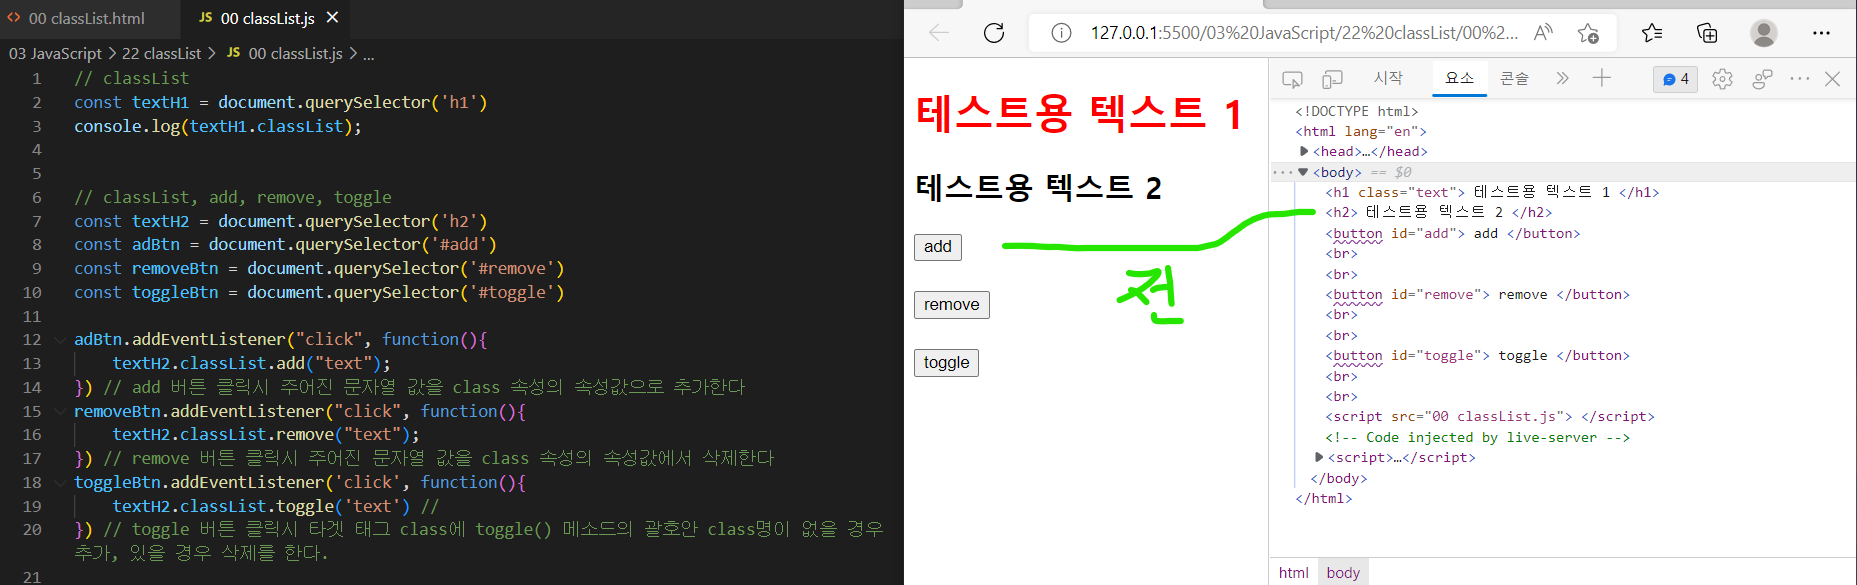 00 classList.html
JS 00 classList.js
03 JavaScript > 22 classList > JS 00 classList.js > ...
1 // classList
2 const textH1 = document.querySelector('h1')
3 console.log(textH1.classList);
4
5
6 // classList, add, remove, toggle
7 const textH2 = document.querySelector('h2')
8 const adBtn = document.querySelector('#add')
9 const removeBtn = document.querySelector('#remove')
10 const toggleBtn = document.querySelector('#toggle')
11
12 adBtn.addEventListener("click", function(){
13 textH2.classList.add("text");
14 }) // add 버튼 클릭시 주어진 문자열 값을 class 속성의 속성값으로 추가한다
15 removeBtn.addEventListener("click", function(){
16 textH2.classList.remove("text");
17 }) // remove 버튼 클릭시 주어진 문자열 값을 class 속성의 속성값에서 삭제한다
18 toggleBtn.addEventListener('click', function(){
19 textH2.classList.toggle('text') //
20 }) // toggle 버튼 클릭시 타겟 태그 class에 toggle() 메소드의 괄호안 class명이 없을 경우
추가, 있을 경우 삭제를 한다.
21
127.0.0.1:5500/03%20JavaScript/22%20classList/00%2...
테스트용 텍스트 1
테스트용 텍스트 2
add
remove
toggle
전
시작 요소 콘솔 4
<!DOCTYPE html>
<html lang="en">
<head>…</head>
<body> == $0
<h1 class="text"> 테스트용 텍스트 1 </h1>
<h2> 테스트용 텍스트 2 </h2>
<button id="add"> add </button>
<br>
<br>
<button id="remove"> remove </button>
<br>
<br>
<button id="toggle"> toggle </button>
<br>
<br>
<script src="00 classList.js"> </script>
<!-- Code injected by live-server -->
<script>…</script>
</body>
</html>
html body